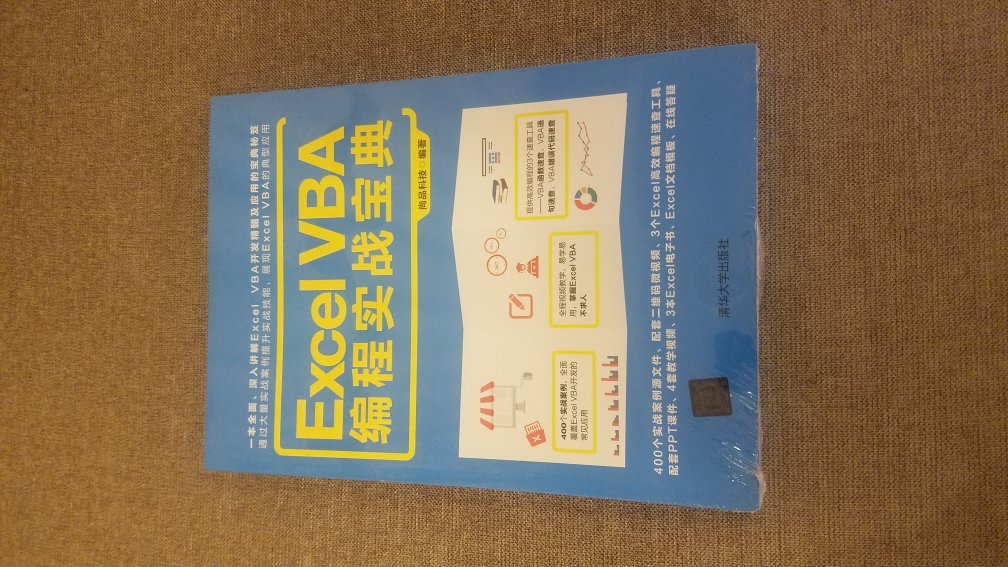 一本全面、深入讲解Excel VBA开发精髓及应用的宝典秘笈
通过大量实战案例提升实战技能，展现Excel VBA的典型应用
Excel VBA
编程实战宝典
尚品科技◎编著
400个实战案例，全面
覆盖Excel VBA开发的
常见应用
全程视频教学，易学易
用，掌握Excel VBA
不求人
提供高效编程的3个速查工具
——VBA函数速查、VBA语
句速查、VBA错误代码速查
400个实战案例源文件、配套二维码微视频、3个Excel高效编程速查工具、
配套PPT课件、4套教学视频、3本Excel电子书、Excel文档模板、在线答疑
清华大学出版社